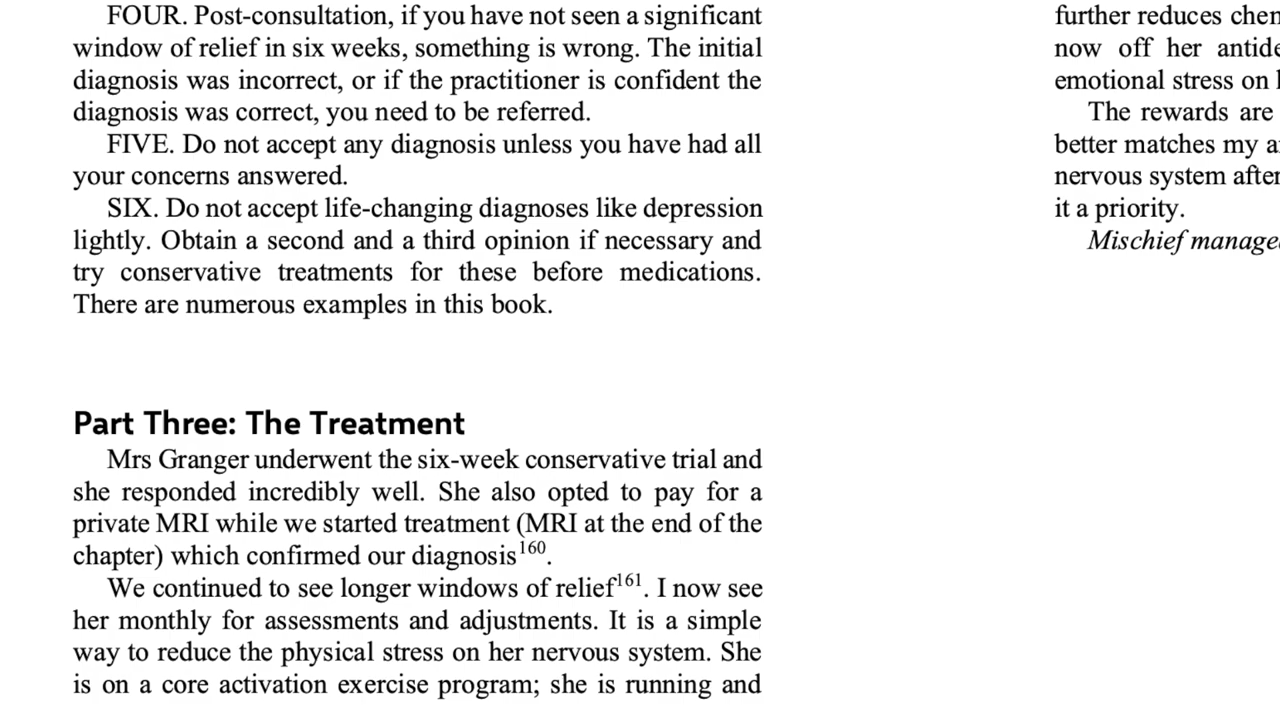 FOUR. Post-consultation, if you have not seen a significant
window of relief in six weeks, something is wrong. The initial
diagnosis was incorrect, or if the practitioner is confident the
diagnosis was correct, you need to be referred.
FIVE. Do not accept any diagnosis unless you have had all
your concerns answered.
SIX. Do not accept life-changing diagnoses like depression
lightly. Obtain a second and a third opinion if necessary and
try conservative treatments for these before medications.
There are numerous examples in this book.
Part Three: The Treatment
Mrs Granger underwent the six-week conservative trial and
she responded incredibly well. She also opted to pay for a
private MRI while we started treatment (MRI at the end of the
chapter) which confirmed our diagnosis160.
We continued to see longer windows of relief161. I now see
her monthly for assessments and adjustments. It is a simple
way to reduce the physical stress on her nervous system. She
is on a core activation exercise program; she is running and
further reduces
now off her
emotional stress on
The rewards are
better matches my
nervous system
it a priority.
Mischief